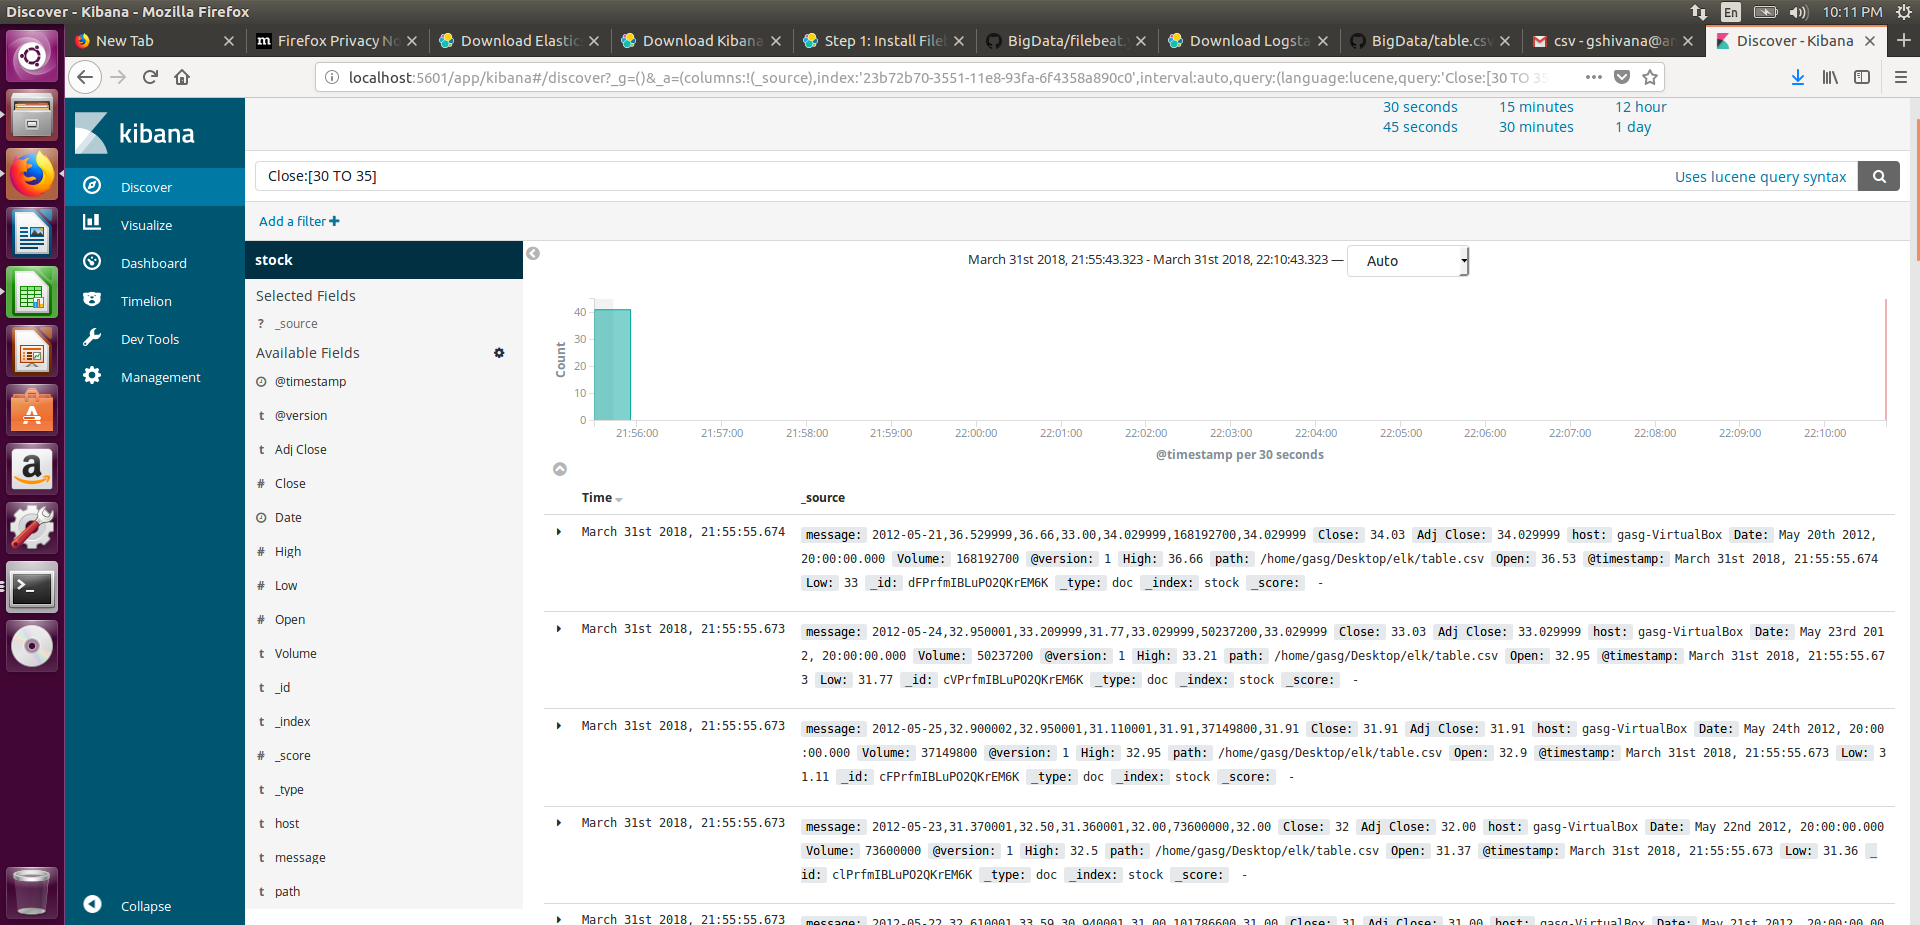 Discover - Kibana - Mozilla Firefox
En
10:11 PM
New Tab
Firefox Privacy No
Download Elastic
Download Kibana
Step 1: Install Fileb
BigData/filebeat.y
Download Logsta
BigData/table.csv
csv - gshivana@an
Discover - Kibana
localhost:5601/app/kibana#/discover?_g=()&_a=(columns:!(_source),index:'23b72b70-3551-11e8-93fa-6f4358a890c0',interval:auto,query:(language:lucene,query:'Close:[30 TO 35
kibana
Discover
Visualize
Dashboard
Timelion
Dev Tools
Management
Collapse
30 seconds 15 minutes 12 hour
45 seconds 30 minutes 1 day
Close:[30 TO 35]
Uses lucene query syntax
Add a filter +
stock
Selected Fields
? _source
Available Fields
@timestamp
t @version
t Adj Close
# Close
Date
# High
# Low
# Open
t Volume
t _id
t _index
# _score
t _type
t host
t message
t path
March 31st 2018, 21:55:43.323 - March 31st 2018, 22:10:43.323 — Auto
Count
40
30
20
10
0
21:56:00 21:57:00 21:58:00 21:59:00 22:00:00 22:01:00 22:02:00 22:03:00 22:04:00 22:05:00 22:06:00 22:07:00 22:08:00 22:09:00 22:10:00
@timestamp per 30 seconds
Time _source
March 31st 2018, 21:55:55.674 message: 2012-05-21,36.529999,36.66,33.00,34.029999,168192700,34.029999 Close: 34.03 Adj Close: 34.029999 host: gasg-VirtualBox Date: May 20th 2012,
20:00:00.000 Volume: 168192700 @version: 1 High: 36.66 path: /home/gasg/Desktop/elk/table.csv Open: 36.53 @timestamp: March 31st 2018, 21:55:55.674
Low: 33 _id: dFPrfmIBLuPO2QKrEM6K _type: doc _index: stock _score: -
March 31st 2018, 21:55:55.673 message: 2012-05-24,32.950001,33.209999,31.77,33.029999,50237200,33.029999 Close: 33.03 Adj Close: 33.029999 host: gasg-VirtualBox Date: May 23rd 201
2, 20:00:00.000 Volume: 50237200 @version: 1 High: 33.21 path: /home/gasg/Desktop/elk/table.csv Open: 32.95 @timestamp: March 31st 2018, 21:55:55.67
3 Low: 31.77 _id: cVPrfmIBLuPO2QKrEM6K _type: doc _index: stock _score: -
March 31st 2018, 21:55:55.673 message: 2012-05-25,32.900002,32.950001,31.110001,31.91,37149800,31.91 Close: 31.91 Adj Close: 31.91 host: gasg-VirtualBox Date: May 24th 2012, 20:00
:00.000 Volume: 37149800 @version: 1 High: 32.95 path: /home/gasg/Desktop/elk/table.csv Open: 32.9 @timestamp: March 31st 2018, 21:55:55.673 Low: 3
1.11 _id: cFPrfmIBLuPO2QKrEM6K _type: doc _index: stock _score: -
March 31st 2018, 21:55:55.673 message: 2012-05-23,31.370001,32.50,31.360001,32.00,73600000,32.00 Close: 32 Adj Close: 32.00 host: gasg-VirtualBox Date: May 22nd 2012, 20:00:00.000
Volume: 73600000 @version: 1 High: 32.5 path: /home/gasg/Desktop/elk/table.csv Open: 31.37 @timestamp: March 31st 2018, 21:55:55.673 Low: 31.36 _
id: clPrfmIBLuPO2QKrEM6K _type: doc _index: stock _score: -
March 31st 2018, 21:55:55.673 message: 2012-05-22,32.610001,33.59,30.940001,31.00,101786600,31.00 Close: 31 Adj Close: 31.00 host: gasg-VirtualBox Date: May 21st 2012, 20:00:00.00